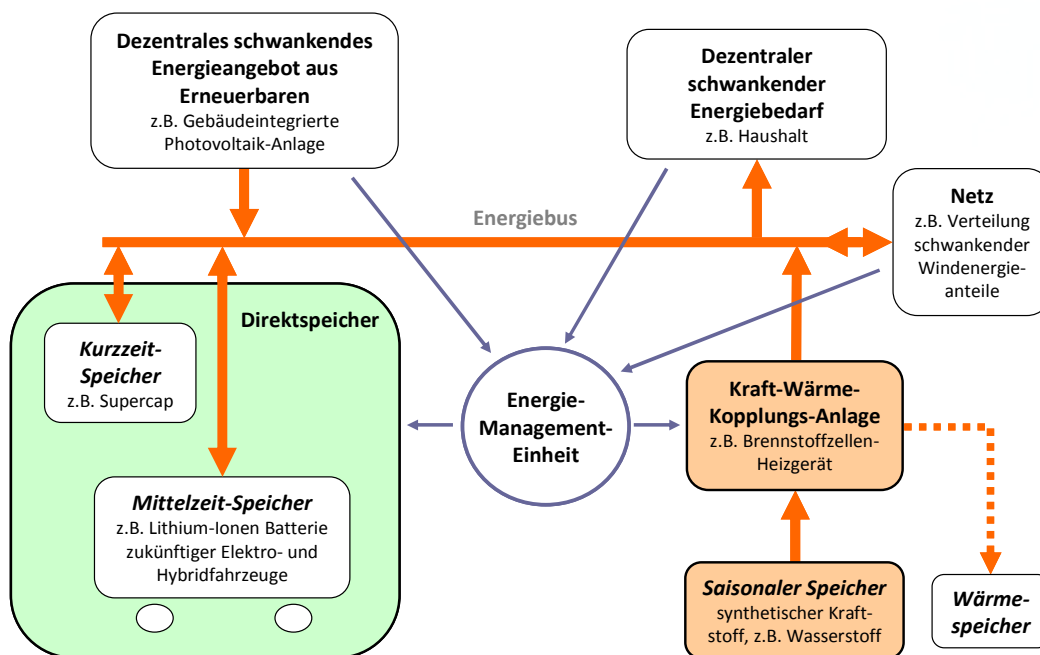 Dezentrales schwankendes
Energieangebot aus
Erneuerbaren
z.B. Gebäudeintegrierte
Photovoltaik-Anlage
Dezentraler
schwankender
Energiebedarf
z.B. Haushalt
Netz
z.B. Verteilung
schwankender
Windenergie-
anteile
Energiebus
Direktspeicher
Kurzzeit-
Speicher
z.B. Supercap
Mittelzeit-Speicher
z.B. Lithium-Ionen Batterie
zukünftiger Elektro- und
Hybridfahrzeuge
Energie-
Management-
Einheit
Kraft-Wärme-
Kopplungs-Anlage
z.B. Brennstoffzellen-
Heizgerät
Saisonaler Speicher
synthetischer Kraft-
stoff, z.B. Wasserstoff
Wärme-
speicher